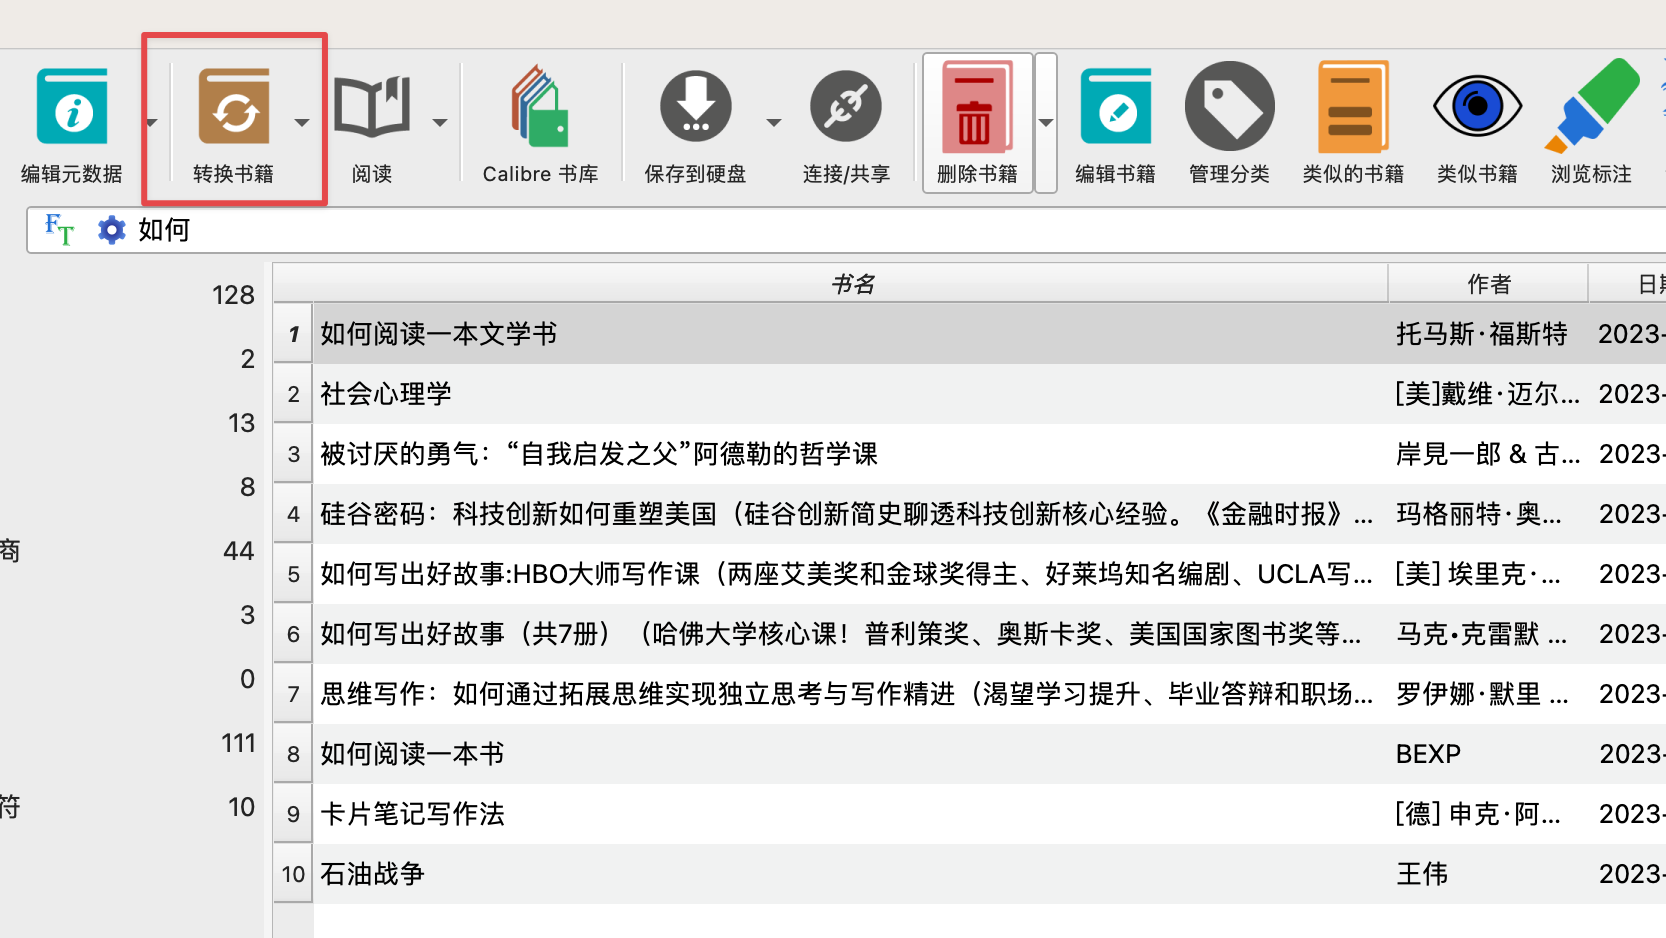 编辑元数据 转换书籍 阅读 Calibre 书库 保存到硬盘 连接/共享 删除书籍 编辑书籍 管理分类 类似的书籍 类似书籍 浏览标注
FT 如何
128
2
13
8
商 44
3
0
111
符 10
书名 作者 日期
1 如何阅读一本文学书 托马斯·福斯特 2023-
2 社会心理学 [美]戴维·迈尔... 2023-
3 被讨厌的勇气：“自我启发之父”阿德勒的哲学课 岸見一郎 & 古... 2023-
4 硅谷密码：科技创新如何重塑美国（硅谷创新简史聊透科技创新核心经验。《金融时报》... 玛格丽特·奥... 2023-
5 如何写出好故事:HBO大师写作课（两座艾美奖和金球奖得主、好莱坞知名编剧、UCLA写... [美] 埃里克·... 2023-
6 如何写出好故事（共7册）（哈佛大学核心课！普利策奖、奥斯卡奖、美国国家图书奖等... 马克•克雷默 ... 2023-
7 思维写作：如何通过拓展思维实现独立思考与写作精进（渴望学习提升、毕业答辩和职场... 罗伊娜·默里 ... 2023-
8 如何阅读一本书 BEXP 2023-
9 卡片笔记写作法 [德] 申克·阿... 2023-
10 石油战争 王伟 2023-